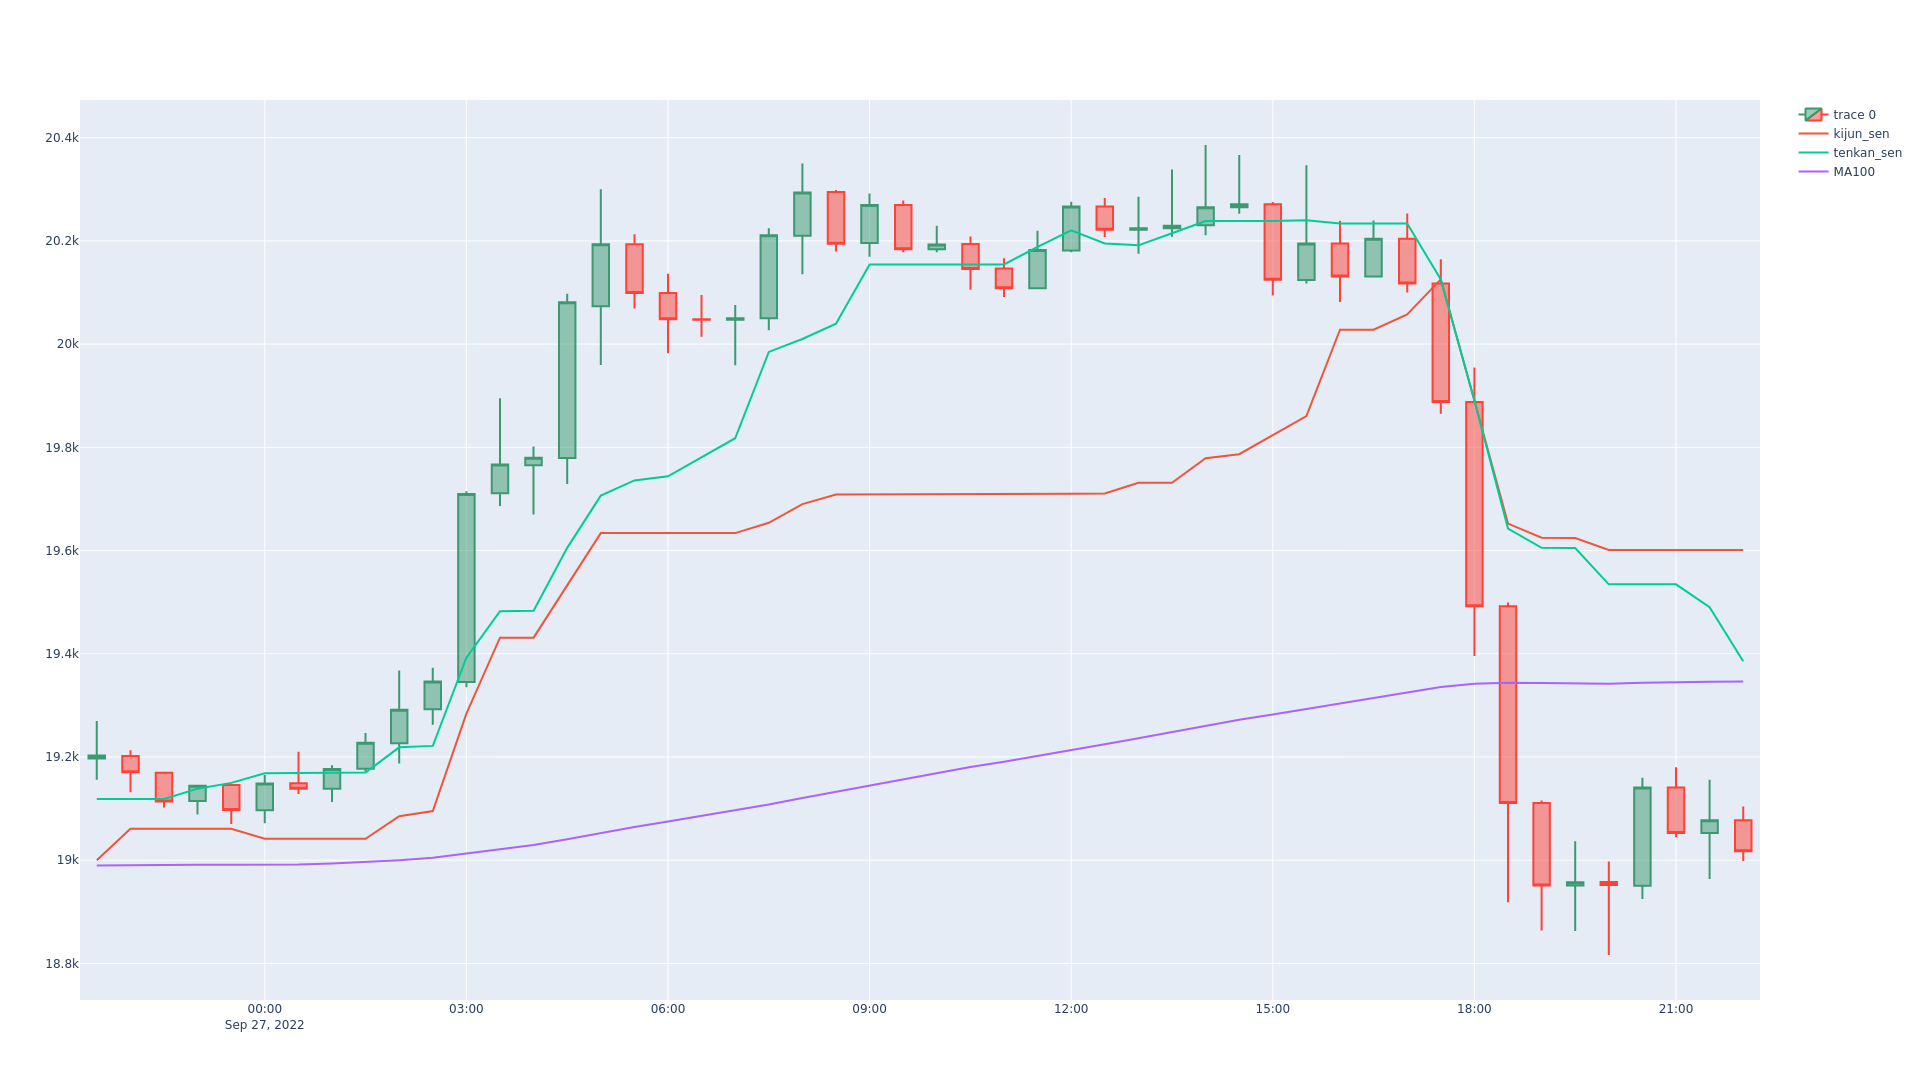 20.4k
20.2k
20k
19.8k
19.6k
19.4k
19.2k
19k
18.8k
00:00
Sep 27, 2022
03:00
06:00
09:00
12:00
15:00
18:00
21:00
trace 0
kijun_sen
tenkan_sen
MA100